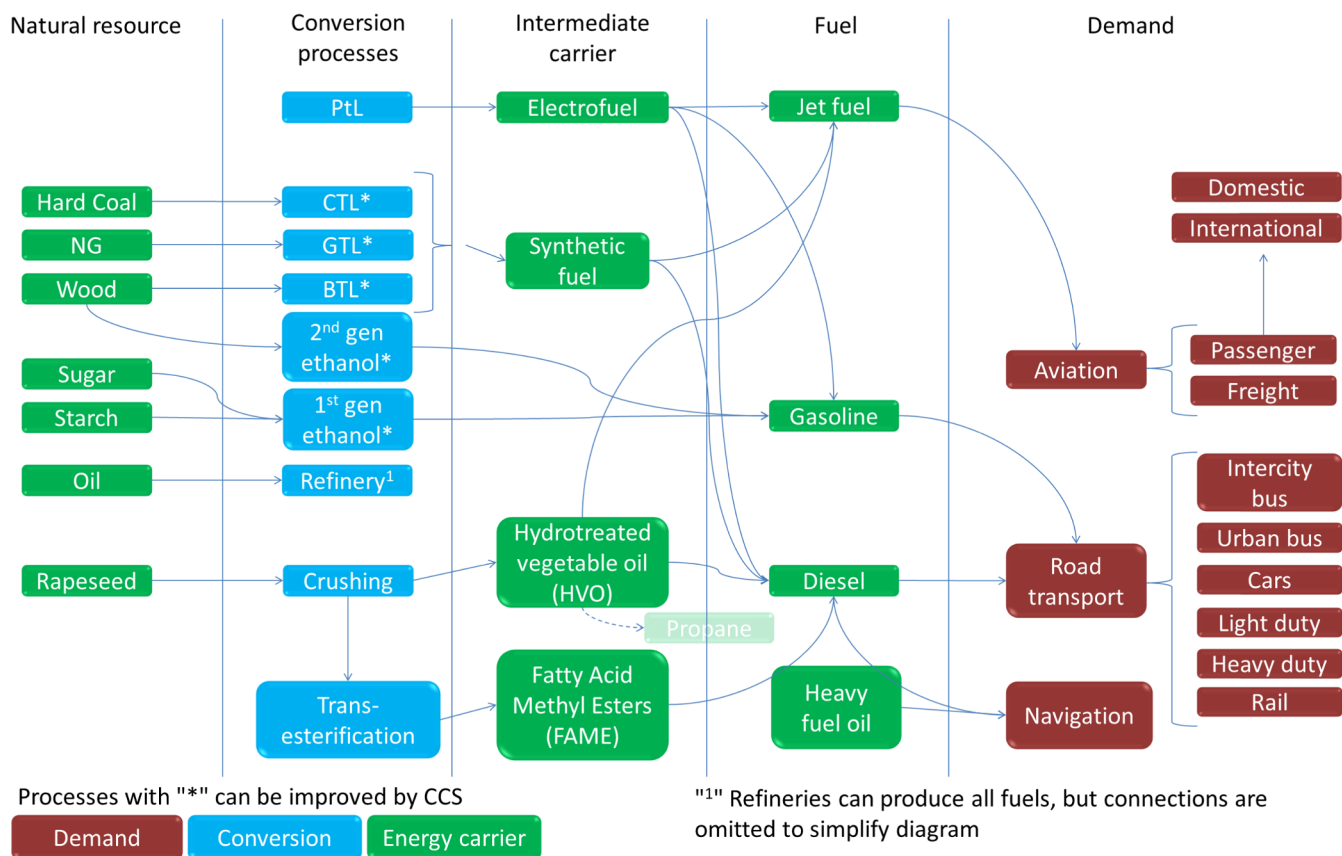 Natural resource
Conversion
processes
Intermediate
carrier
Fuel
Demand
PtL
Electrofuel
Jet fuel
Hard Coal
CTL*
Domestic
NG
GTL*
Synthetic
fuel
International
Wood
BTL*
2nd gen
ethanol*
Passenger
Sugar
Aviation
Freight
Starch
1st gen
ethanol*
Gasoline
Oil
Refinery1
Intercity
bus
Urban bus
Rapeseed
Crushing
Hydrotreated
vegetable oil
(HVO)
Diesel
Road
transport
Cars
Propane
Light duty
Heavy duty
Rail
Trans-
esterification
Fatty Acid
Methyl Esters
(FAME)
Heavy
fuel oil
Navigation
Processes with "*" can be improved by CCS
"1" Refineries can produce all fuels, but connections are
omitted to simplify diagram
Demand
Conversion
Energy carrier